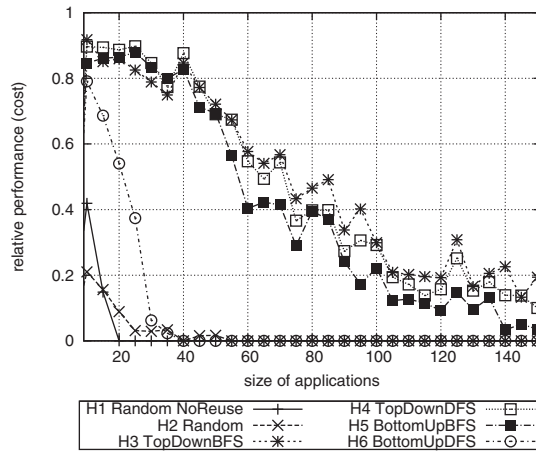 relative performance (cost)
1
0.8
0.6
0.4
0.2
0
20 40 60 80 100 120 140
size of applications
H1 Random NoReuse
H2 Random
H3 TopDownBFS
H4 TopDownDFS
H5 BottomUpBFS
H6 BottomUpDFS